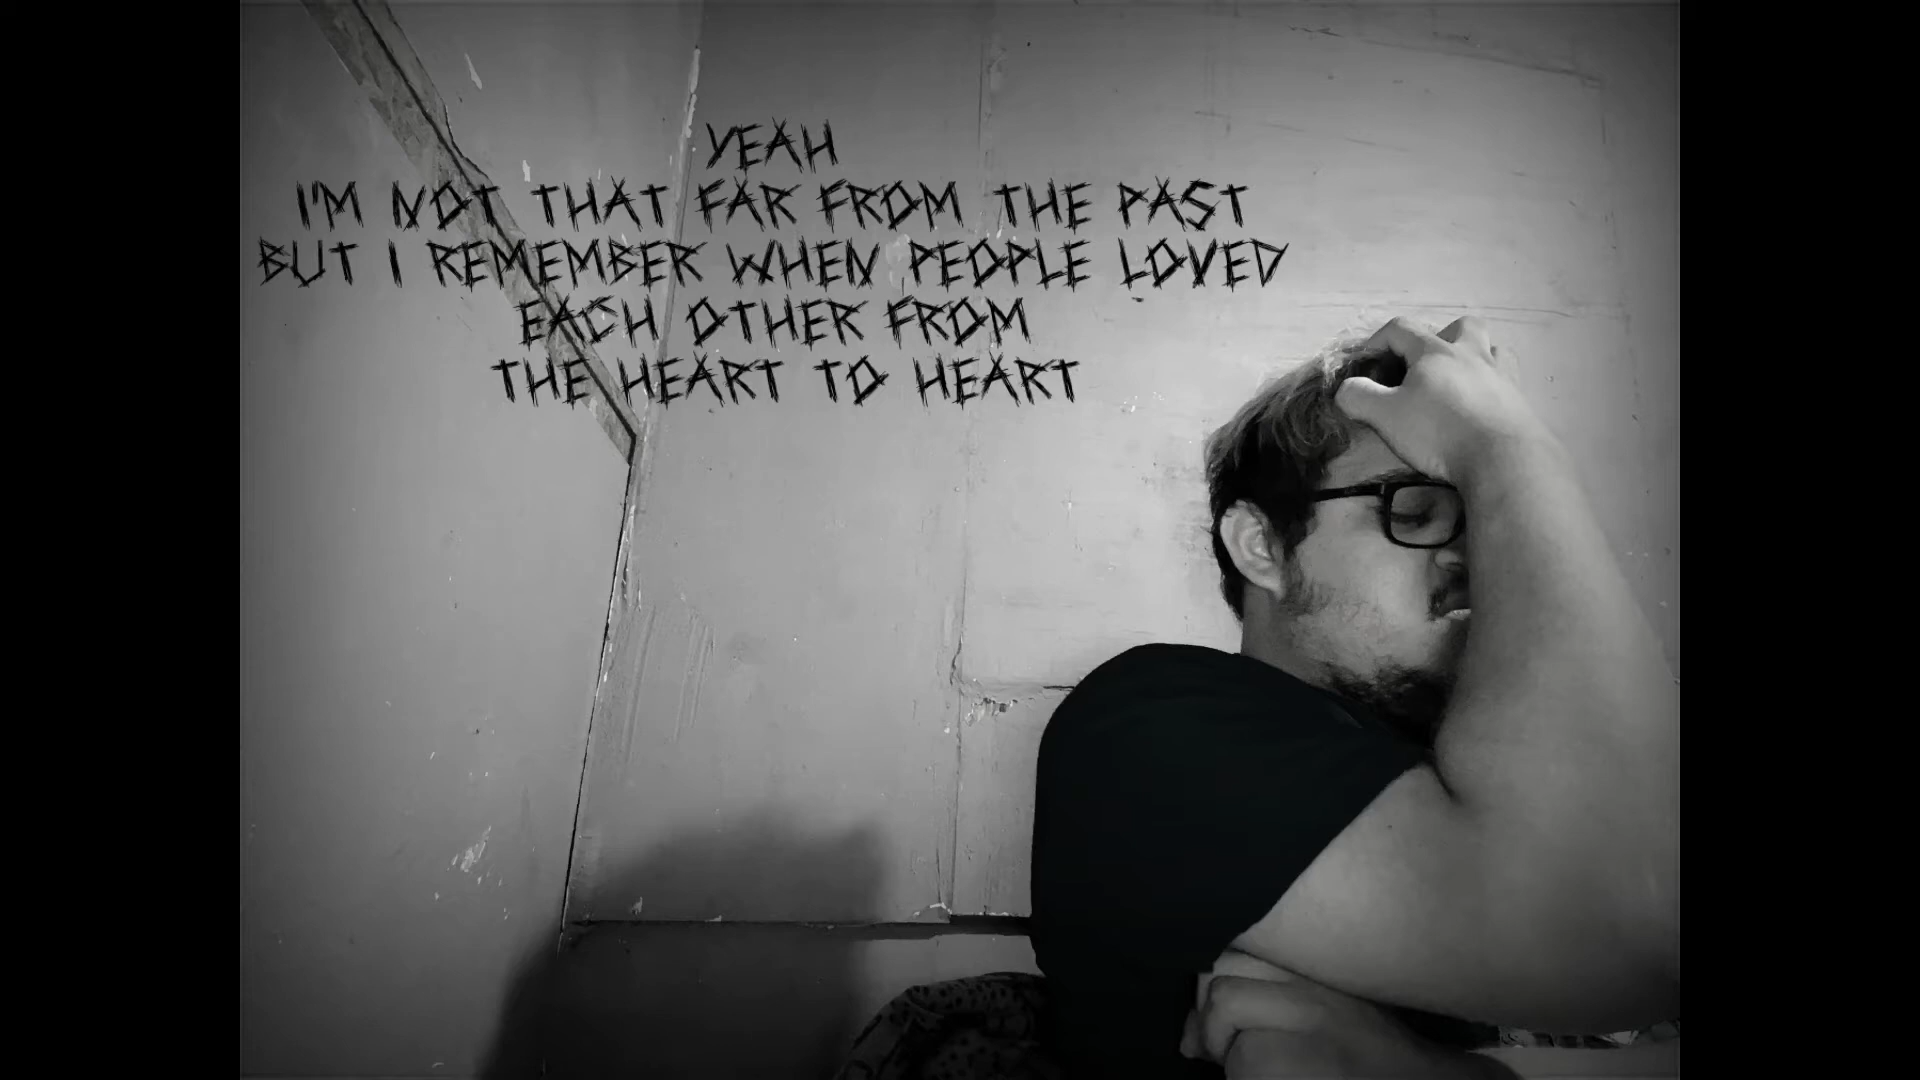 YEAH
I'M NOT THAT FAR FROM THE PAST
BUT I REMEMBER WHEN PEOPLE LOVED
EACH OTHER FROM
THE HEART TO HEART